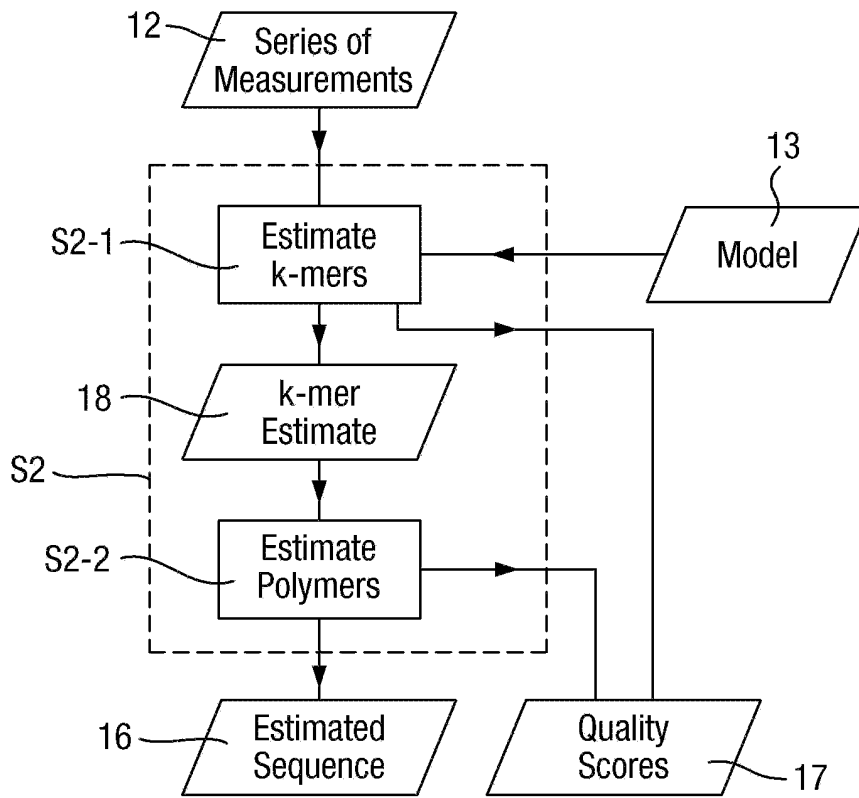 12
Series of
Measurements
13
S2-1
Estimate
k-mers
Model
18
k-mer
Estimate
S2
S2-2
Estimate
Polymers
16
Estimated
Sequence
Quality
Scores
17